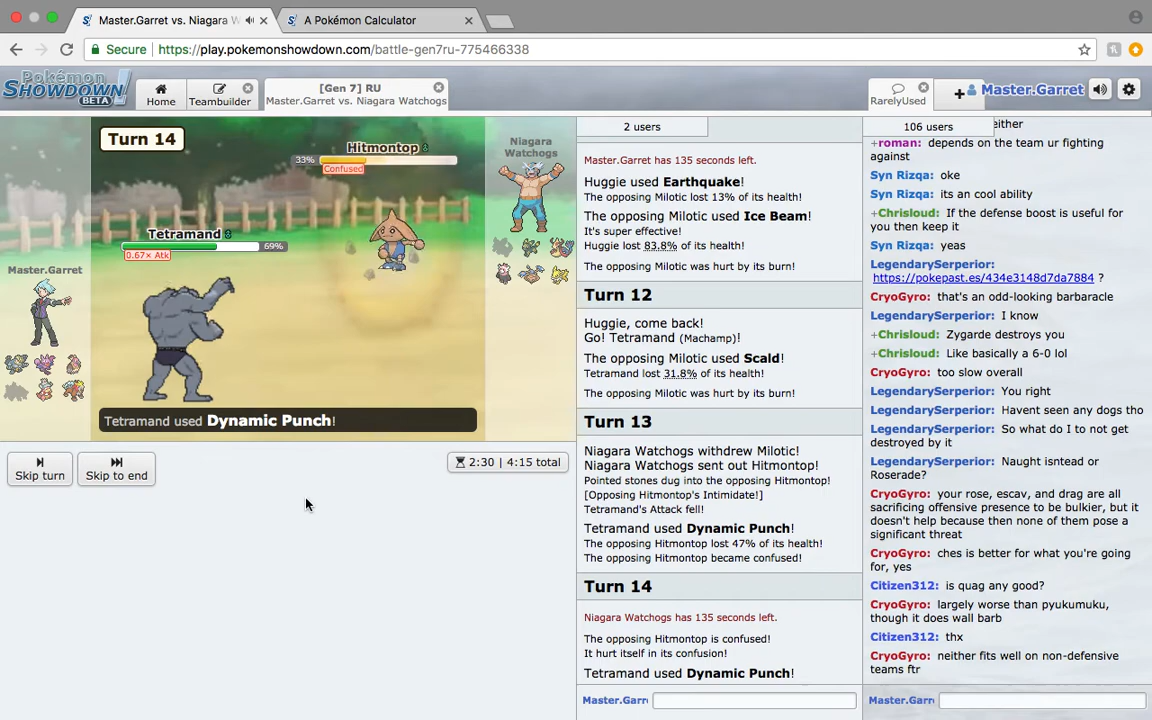 Master.Garret vs. Niagara W
A Pokémon Calculator
Secure
https://play.pokemonshowdown.com/battle-gen7ru-775466338
Pokémon
SHOWDOWN!
BETA
Home
Teambuilder
[Gen 7] RU
Master.Garret vs. Niagara Watchogs
RarelyUsed
Master.Garret
Turn 14
Hitmontop
33%
Confused
Tetramand
69%
0.67× Atk
Niagara
Watchogs
Master.Garret
Tetramand used Dynamic Punch!
Skip turn
Skip to end
2:30 | 4:15 total
2 users
Master.Garret has 135 seconds left.
Huggie used Earthquake!
The opposing Milotic lost 13% of its health!
The opposing Milotic used Ice Beam!
It's super effective!
Huggie lost 83.8% of its health!
The opposing Milotic was hurt by its burn!
Turn 12
Huggie, come back!
Go! Tetramand (Machamp)!
The opposing Milotic used Scald!
Tetramand lost 31.8% of its health!
The opposing Milotic was hurt by its burn!
Turn 13
Niagara Watchogs withdrew Milotic!
Niagara Watchogs sent out Hitmontop!
Pointed stones dug into the opposing Hitmontop!
[Opposing Hitmontop's Intimidate!]
Tetramand's Attack fell!
Tetramand used Dynamic Punch!
The opposing Hitmontop lost 47% of its health!
The opposing Hitmontop became confused!
Turn 14
Niagara Watchogs has 135 seconds left.
The opposing Hitmontop is confused!
It hurt itself in its confusion!
Tetramand used Dynamic Punch!
Master.Garr
106 users
either
+roman: depends on the team ur fighting
against
Syn Rizqa: oke
Syn Rizqa: its an cool ability
+Chrisloud: If the defense boost is useful for
you then keep it
Syn Rizqa: yeas
LegendarySerperior:
https://pokepast.es/434e3148d7da7884 ?
CryoGyro: that's an odd-looking barbaracle
LegendarySerperior: I know
+Chrisloud: Zygarde destroys you
+Chrisloud: Like basically a 6-0 lol
CryoGyro: too slow overall
LegendarySerperior: You right
LegendarySerperior: Havent seen any dogs tho
LegendarySerperior: So what do I to not get
destroyed by it
LegendarySerperior: Naught isntead or
Roserade?
CryoGyro: your rose, escav, and drag are all
sacrificing offensive presence to be bulkier, but it
doesn't help because then none of them pose a
significant threat
CryoGyro: ches is better for what you're going
for, yes
Citizen312: is quag any good?
CryoGyro: largely worse than pyukumuku,
though it does wall barb
Citizen312: thx
CryoGyro: neither fits well on non-defensive
teams ftr
Master.Garr